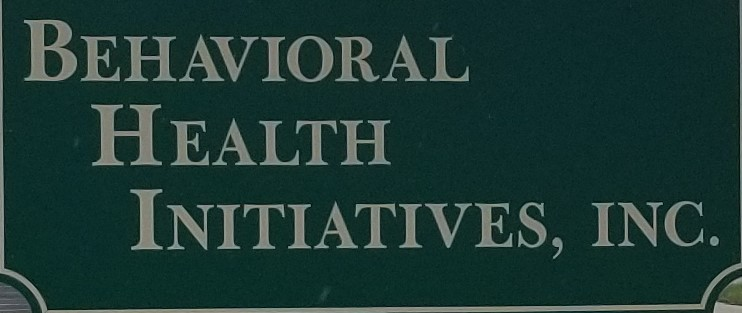 BEHAVIORAL
HEALTH
INITIATIVES, INC.